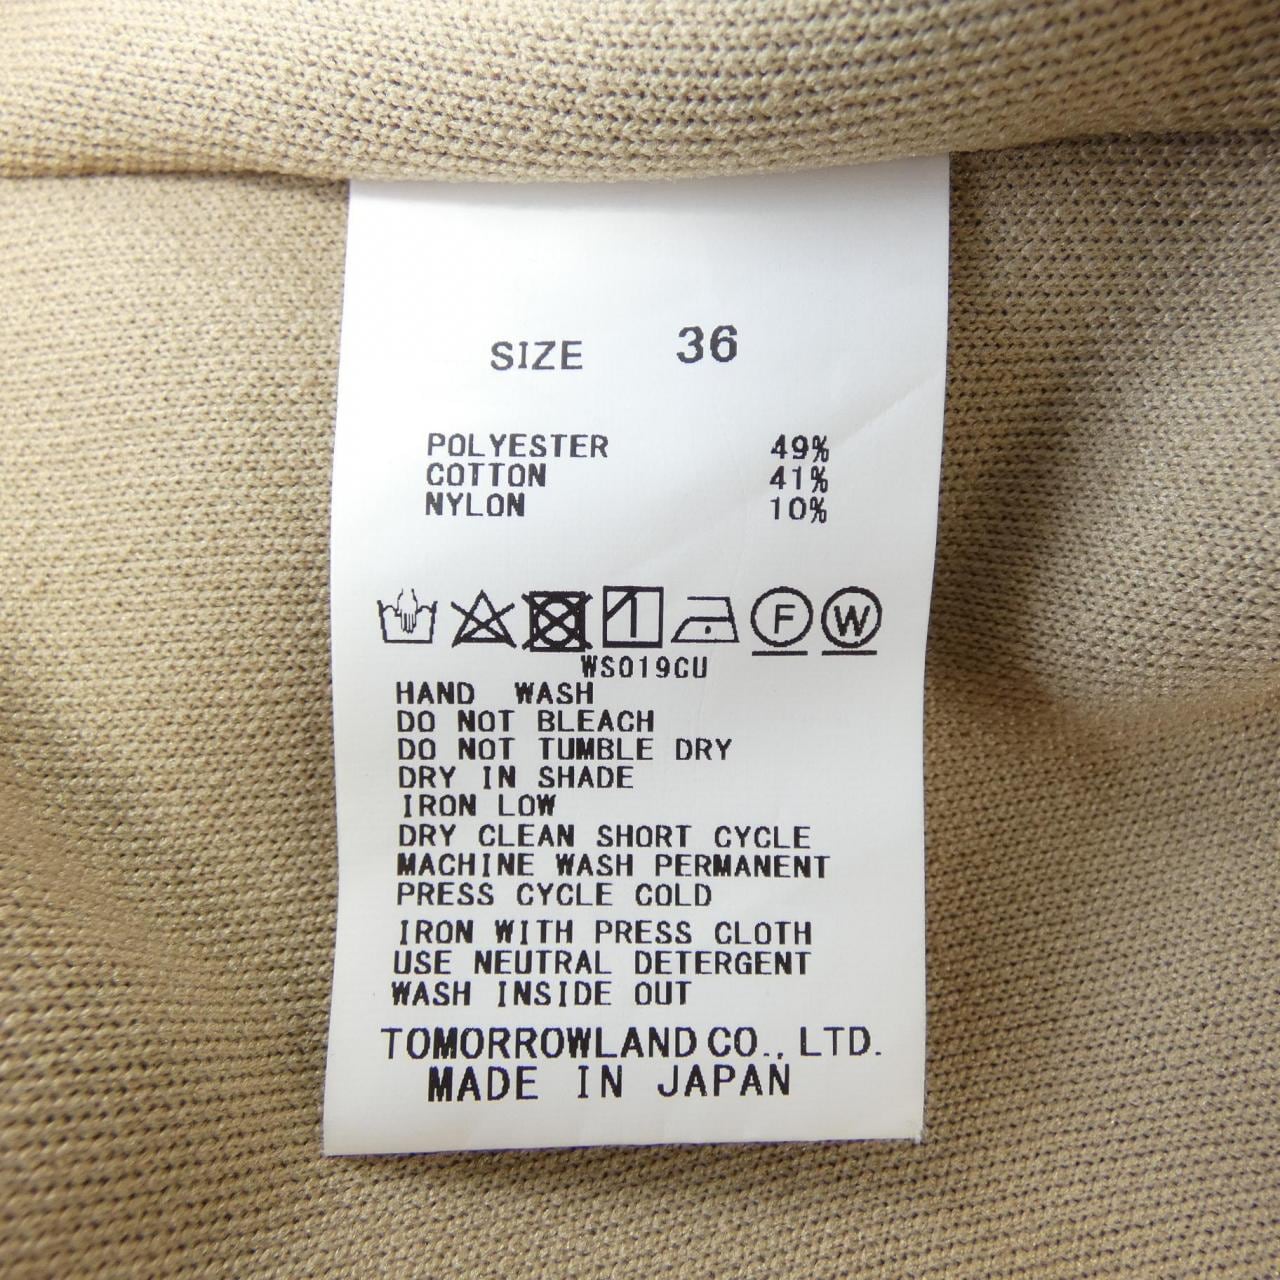 SIZE 36
POLYESTER 49%
COTTON 41%
NYLON 10%
F W
WS019CU
HAND WASH
DO NOT BLEACH
DO NOT TUMBLE DRY
DRY IN SHADE
IRON LOW
DRY CLEAN SHORT CYCLE
MACHINE WASH PERMANENT
PRESS CYCLE COLD
IRON WITH PRESS CLOTH
USE NEUTRAL DETERGENT
WASH INSIDE OUT
TOMORROWLAND CO., LTD.
MADE IN JAPAN